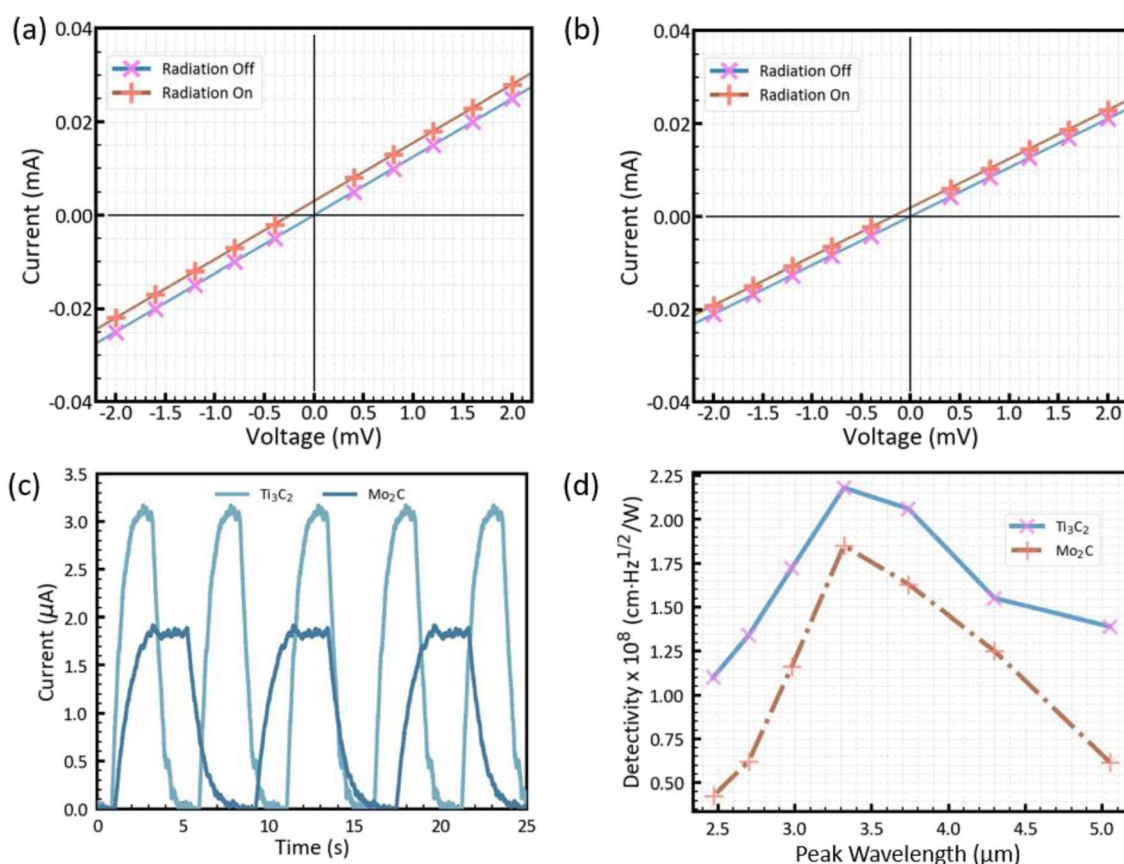 (a)
0.04
0.02
0.00
-0.02
-0.04
Current (mA)
Radiation Off
Radiation On
-2.0 -1.5 -1.0 -0.5 0.0 0.5 1.0 1.5 2.0
Voltage (mV)
(b)
0.04
0.02
0.00
-0.02
-0.04
Current (mA)
Radiation Off
Radiation On
-2.0 -1.5 -1.0 -0.5 0.0 0.5 1.0 1.5 2.0
Voltage (mV)
(c)
3.5
3.0
2.5
2.0
1.5
1.0
0.5
0.0
Current (μA)
Ti₃C₂ Mo₂C
0 5 10 15 20 25
Time (s)
(d)
2.25
2.00
1.75
1.50
1.25
1.00
0.75
0.50
Detectivity x 10⁸ (cm·Hz¹/²/W)
Ti₃C₂
Mo₂C
2.5 3.0 3.5 4.0 4.5 5.0
Peak Wavelength (μm)